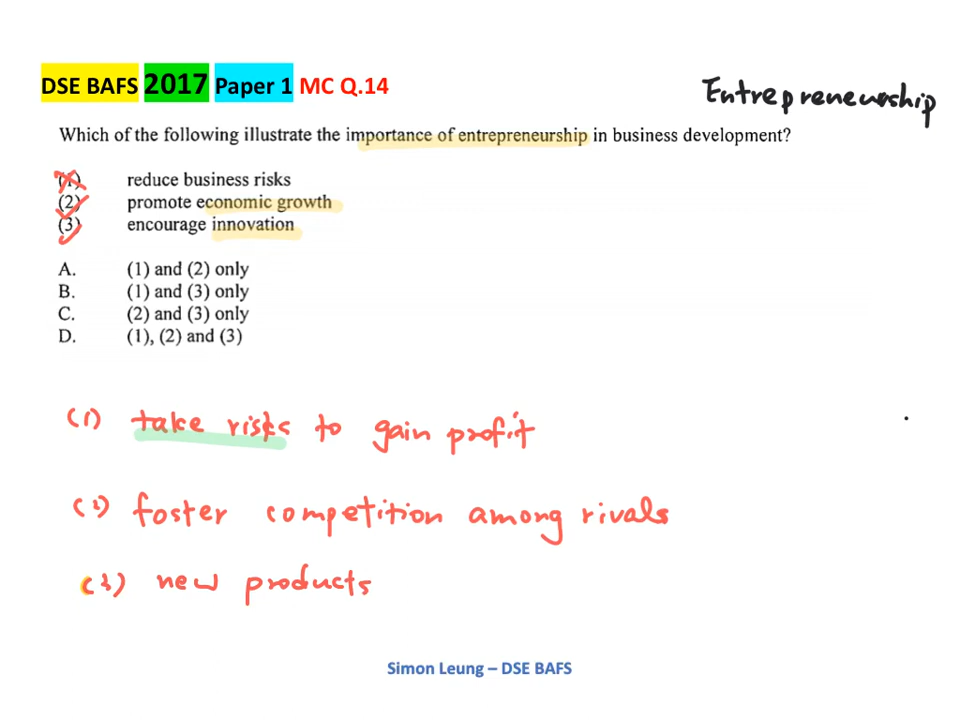 DSE BAFS 2017 Paper 1 MC Q.14
Entrepreneurship
Which of the following illustrate the importance of entrepreneurship in business development?
(1) reduce business risks
(2) promote economic growth
(3) encourage innovation
A. (1) and (2) only
B. (1) and (3) only
C. (2) and (3) only
D. (1), (2) and (3)
(1) take risks to gain profit
(2) foster competition among rivals
(3) new products
Simon Leung – DSE BAFS